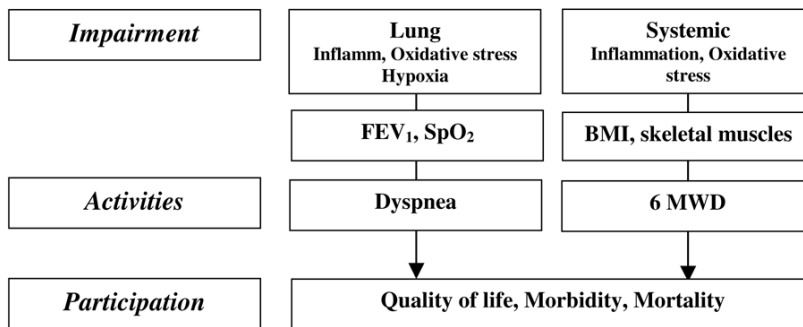 Impairment
Lung
Inflamm, Oxidative stress
Hypoxia
Systemic
Inflammation, Oxidative
stress
FEV₁, SpO₂
BMI, skeletal muscles
Activities
Dyspnea
6 MWD
Participation
Quality of life, Morbidity, Mortality